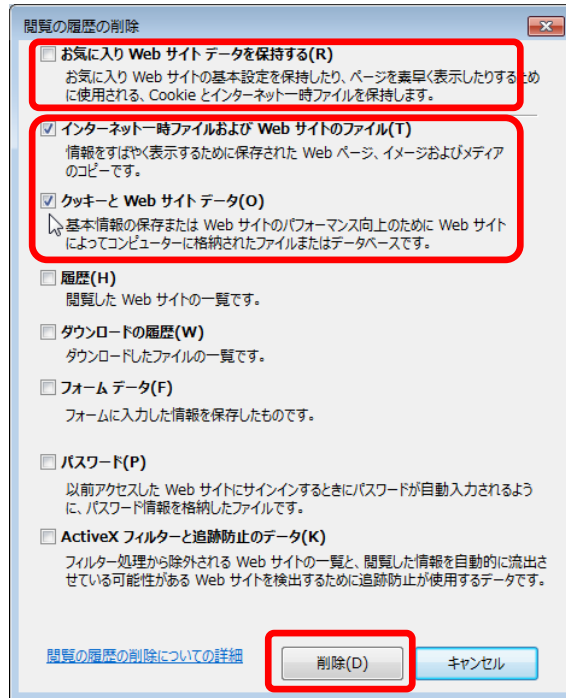 閲覧の履歴の削除
お気に入り Web サイト データを保持する(R)
お気に入り Web サイトの基本設定を保持したり、ページを素早く表示したりするため
に使用される、Cookie とインターネット一時ファイルを保持します。
インターネット一時ファイルおよび Web サイトのファイル(T)
情報をすばやく表示するために保存された Web ページ、イメージおよびメディア
のコピーです。
クッキーと Web サイト データ(O)
基本情報の保存または Web サイトのパフォーマンス向上のために Web サイト
によってコンピューターに格納されたファイルまたはデータベースです。
履歴(H)
閲覧した Web サイトの一覧です。
ダウンロードの履歴(W)
ダウンロードしたファイルの一覧です。
フォーム データ(F)
フォームに入力した情報を保存したものです。
パスワード(P)
以前アクセスした Web サイトにサインインするときにパスワードが自動入力されるよう
に、パスワード情報を格納したファイルです。
ActiveX フィルターと追跡防止のデータ(K)
フィルター処理から除外される Web サイトの一覧と、閲覧した情報を自動的に流出さ
せている可能性がある Web サイトを検出するために追跡防止が使用するデータです。
閲覧の履歴の削除についての詳細
削除(D)
キャンセル